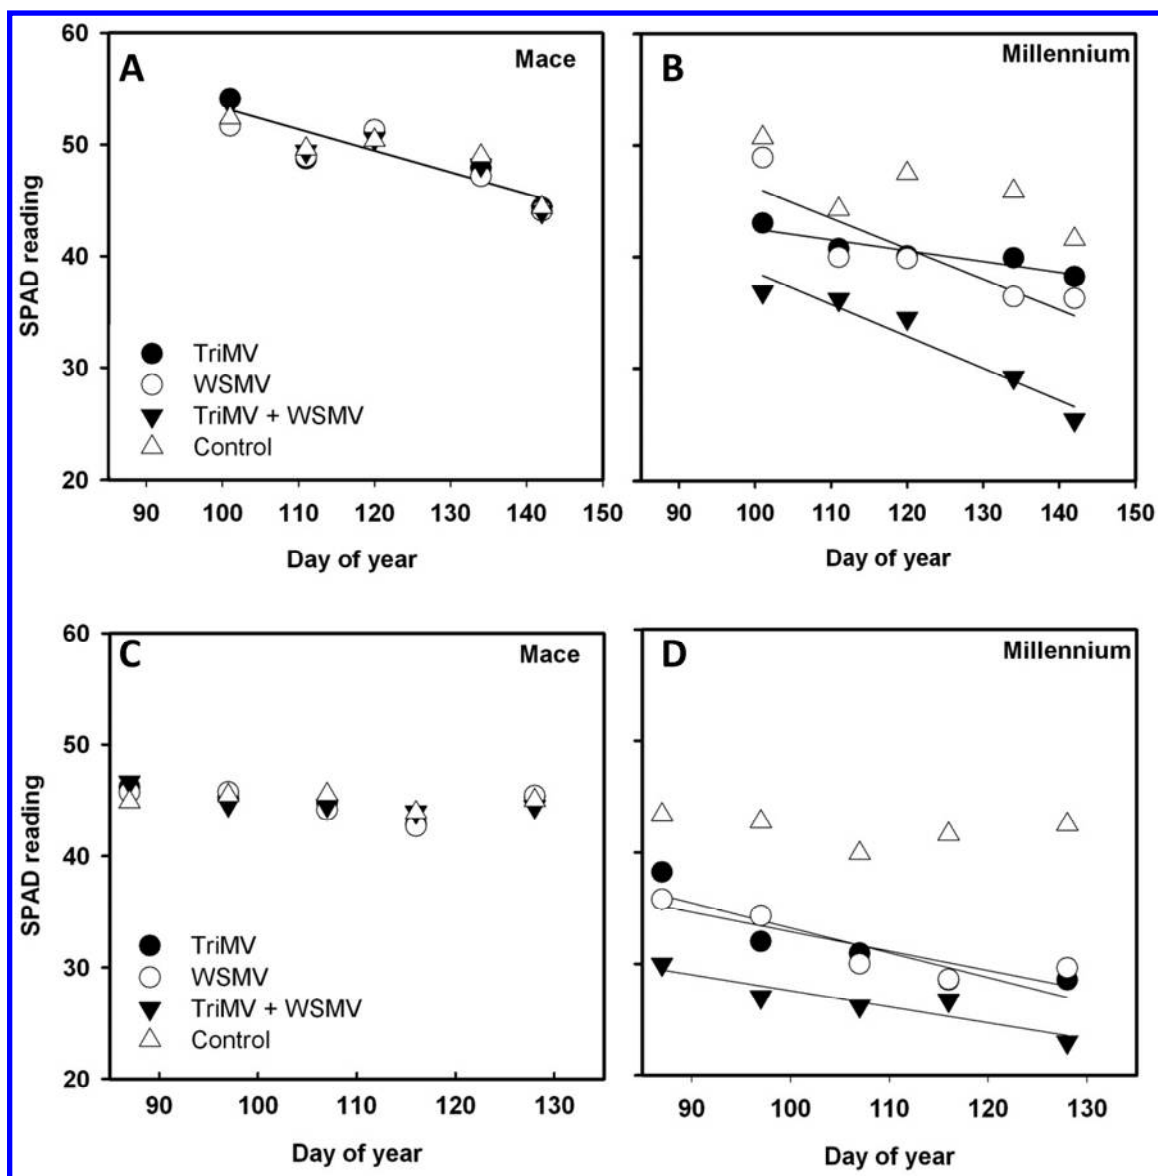 A
Mace
60
50
40
30
20
SPAD reading
TriMV
WSMV
TriMV + WSMV
Control
90 100 110 120 130 140 150
Day of year
B
Millennium
90 100 110 120 130 140 150
Day of year
C
Mace
60
50
40
30
20
SPAD reading
TriMV
WSMV
TriMV + WSMV
Control
90 100 110 120 130
Day of year
D
Millennium
90 100 110 120 130
Day of year